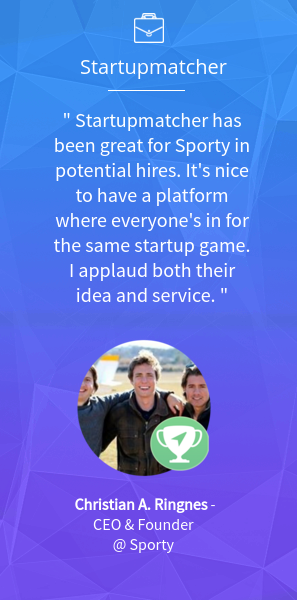 Startupmatcher
" Startupmatcher has
been great for Sporty in
potential hires. It's nice
to have a platform
where everyone's in for
the same startup game.
I applaud both their
idea and service. "
Christian A. Ringnes -
CEO & Founder
@ Sporty